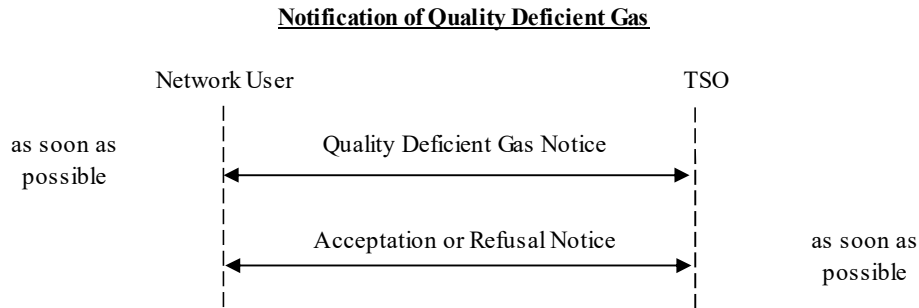 Notification of Quality Deficient Gas
Network User
TSO
as soon as
possible
Quality Deficient Gas Notice
Acceptation or Refusal Notice
as soon as
possible